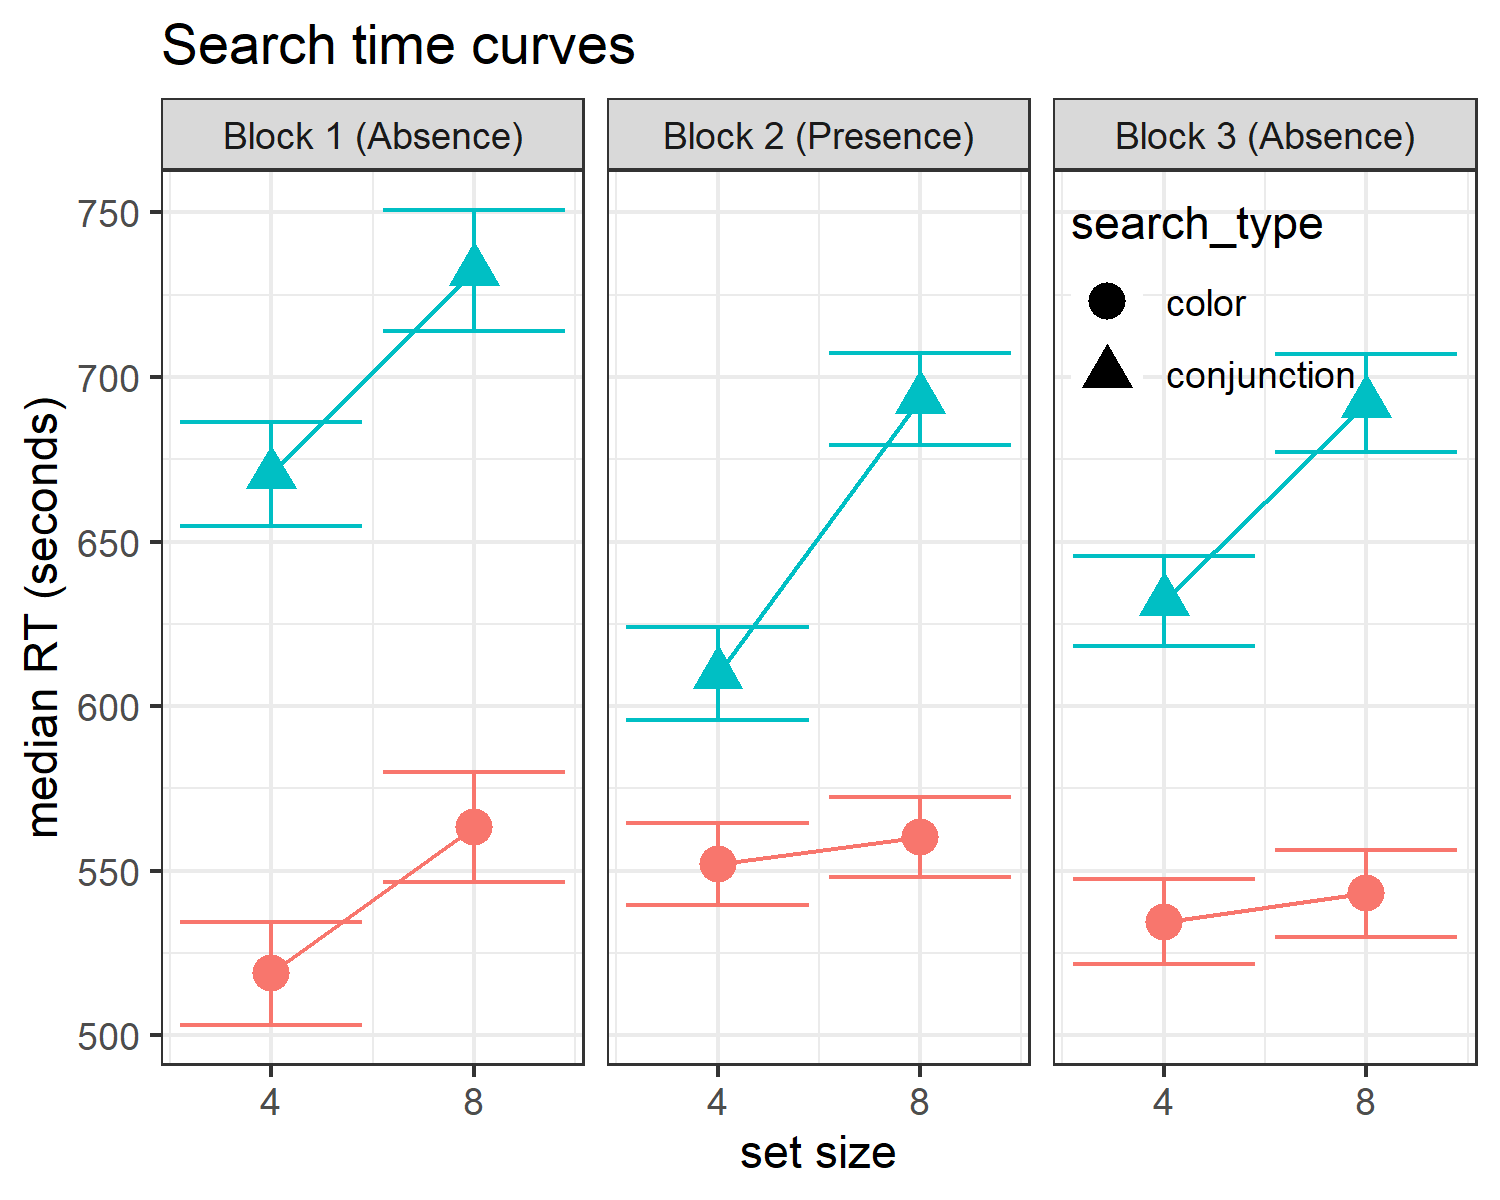 Search time curves
Block 1 (Absence)
Block 2 (Presence)
Block 3 (Absence)
median RT (seconds)
750
700
650
600
550
500
search_type
color
conjunction
4
8
4
8
4
8
set size